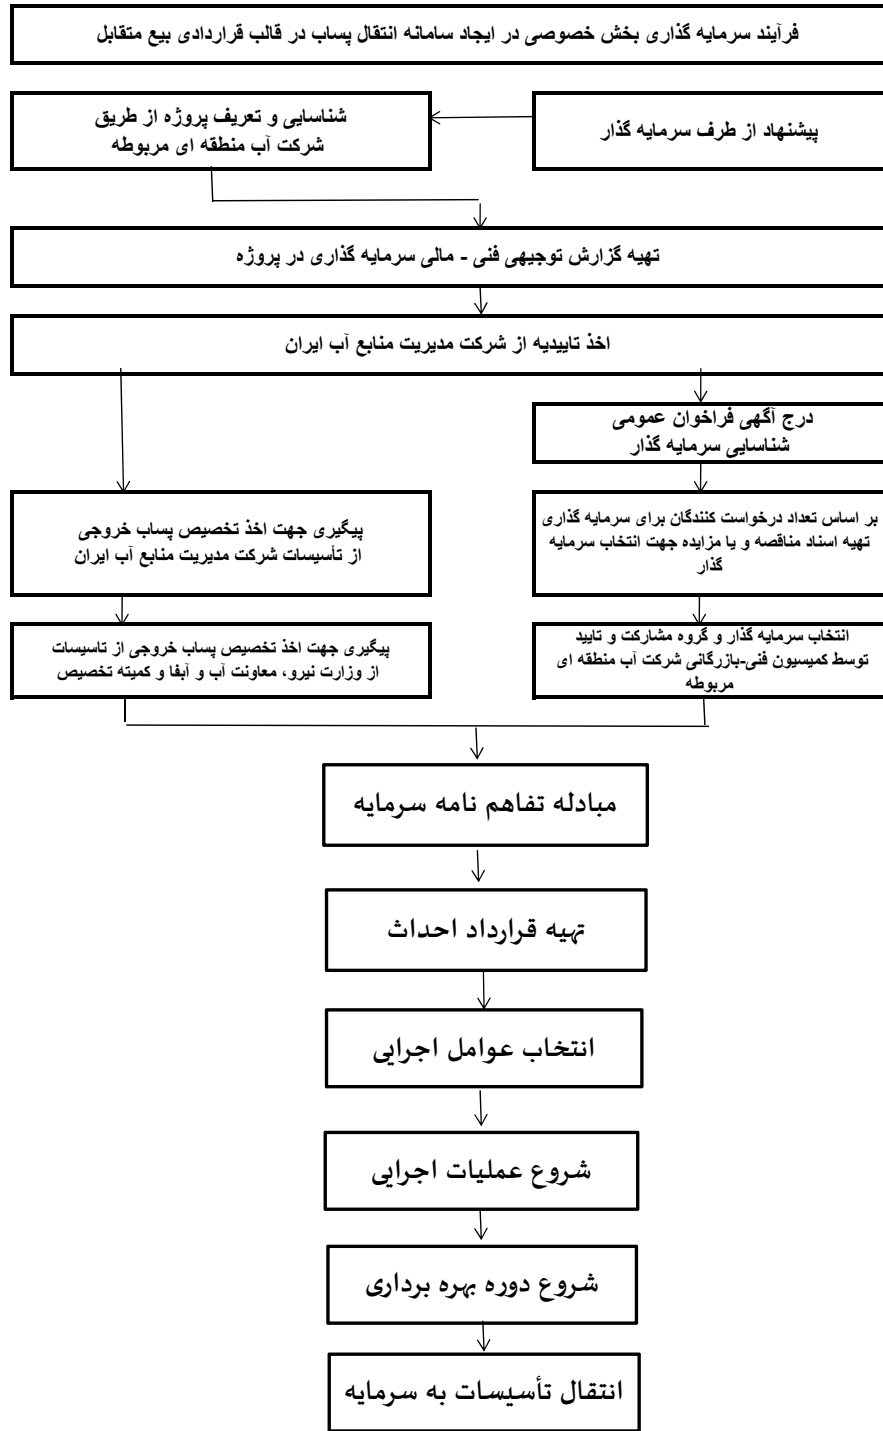 فرآیند سرمایه گذاری بخش خصوصی در ایجاد سامانه انتقال پساب در قالب قراردادی بیع متقابل
پیشنهاد از طرف سرمایه گذار
شناسایی و تعریف پروژه از طریق
شرکت آب منطقه ای مربوطه
تهیه گزارش توجیهی فنی - مالی سرمایه گذاری در پروژه
اخذ تاییدیه از شرکت مدیریت منابع آب ایران
درج آگهی فراخوان عمومی
شناسایی سرمایه گذار
بر اساس تعداد درخواست کنندگان برای سرمایه گذاری
تهیه اسناد مناقصه و یا مزایده جهت انتخاب سرمایه
گذار
پیگیری جهت اخذ تخصیص پساب خروجی
از تأسیسات شرکت مدیریت منابع آب ایران
انتخاب سرمایه گذار و گروه مشارکت و تایید
توسط کمیسیون فنی-بازرگانی شرکت آب منطقه ای
مربوطه
پیگیری جهت اخذ تخصیص پساب خروجی از تاسیسات
از وزارت نیرو، معاونت آب و آبفا و کمیته تخصیص
مبادله تفاهم نامه سرمایه
تهیه قرارداد احداث
انتخاب عوامل اجرایی
شروع عملیات اجرایی
شروع دوره بهره برداری
انتقال تأسیسات به سرمایه